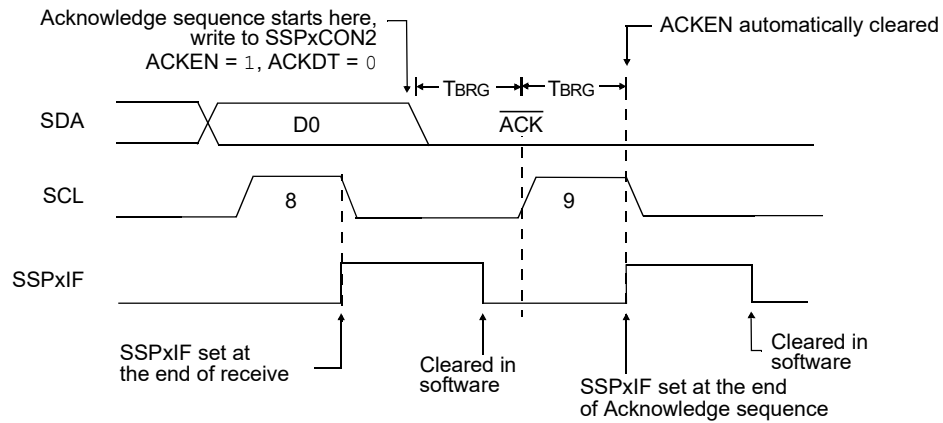 Acknowledge sequence starts here,
write to SSPxCON2
ACKEN = 1, ACKDT = 0
ACKEN automatically cleared
TBRG
TBRG
SDA
D0
ACK
SCL
8
9
SSPxIF
SSPxIF set at
the end of receive
Cleared in
software
SSPxIF set at the end
of Acknowledge sequence
Cleared in
software